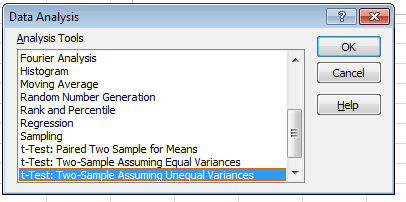 Data Analysis
?
Analysis Tools
Fourier Analysis
Histogram
Moving Average
Random Number Generation
Rank and Percentile
Regression
Sampling
t-Test: Paired Two Sample for Means
t-Test: Two-Sample Assuming Equal Variances
t-Test: Two-Sample Assuming Unequal Variances
OK
Cancel
Help